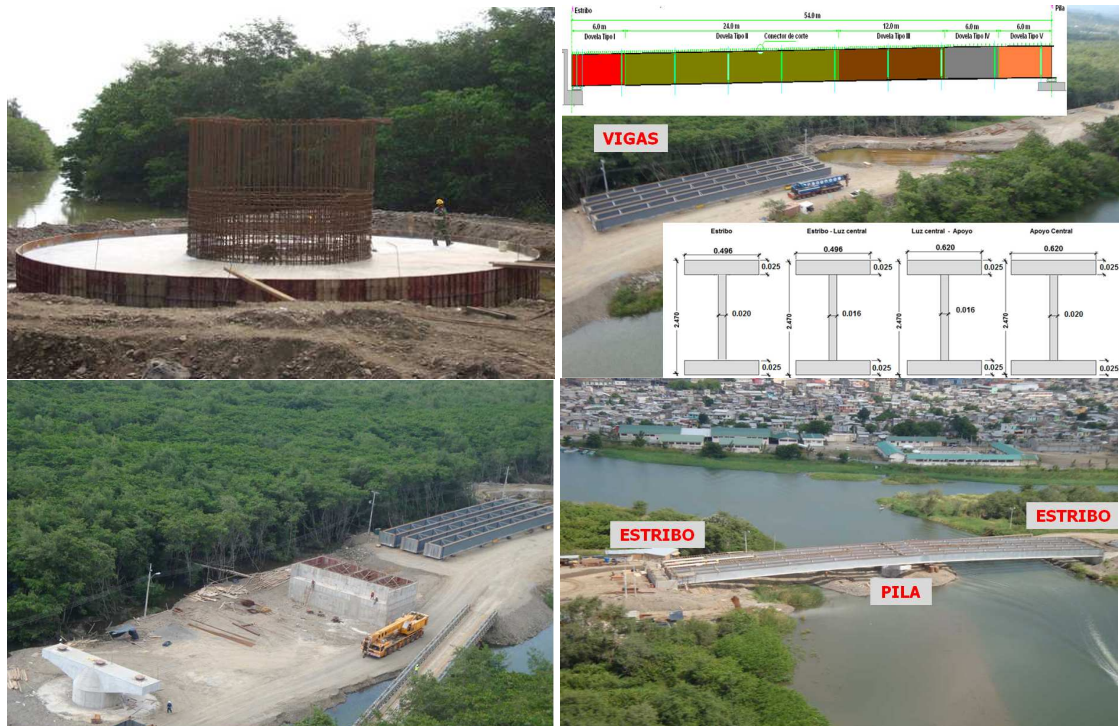 Estribo
Pila
54.0 m
6.0 m
24.0 m
12.0 m
6.0 m
6.0 m
Dovela Tipo I
Dovela Tipo II
Conector de corte
Dovela Tipo III
Dovela Tipo IV
Dovela Tipo V
VIGAS
Estribo
Estribo - Luz central
Luz central - Apoyo
Apoyo Central
0.496
0.496
0.620
0.620
0.025
0.025
0.025
0.025
2.470
0.020
2.470
0.016
2.470
0.016
2.470
0.020
0.025
0.025
0.025
0.025
ESTRIBO
ESTRIBO
PILA